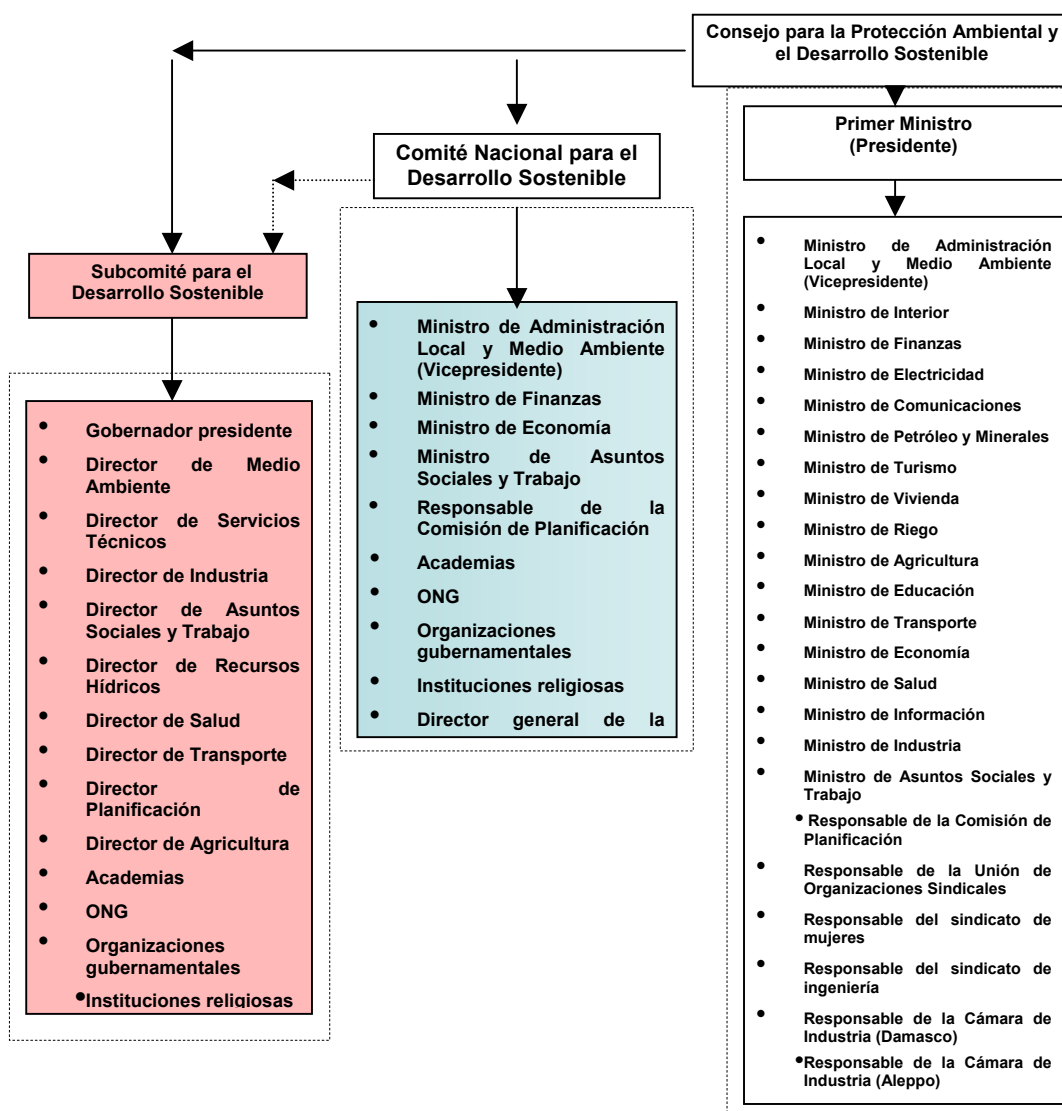 Consejo para la Protección Ambiental y
el Desarrollo Sostenible
Primer Ministro
(Presidente)
Comité Nacional para el
Desarrollo Sostenible
Subcomité para el
Desarrollo Sostenible
• Gobernador presidente
• Director de Medio
Ambiente
• Director de Servicios
Técnicos
• Director de Industria
• Director de Asuntos
Sociales y Trabajo
• Director de Recursos
Hídricos
• Director de Salud
• Director de Transporte
• Director de
Planificación
• Director de Agricultura
• Academias
• ONG
• Organizaciones
gubernamentales
•Instituciones religiosas
• Ministro de Administración
Local y Medio Ambiente
(Vicepresidente)
• Ministro de Finanzas
• Ministro de Economía
• Ministro de Asuntos
Sociales y Trabajo
• Responsable de la
Comisión de Planificación
• Academias
• ONG
• Organizaciones
gubernamentales
• Instituciones religiosas
• Director general de la
• Ministro de Administración
Local y Medio Ambiente
(Vicepresidente)
• Ministro de Interior
• Ministro de Finanzas
• Ministro de Electricidad
• Ministro de Comunicaciones
• Ministro de Petróleo y Minerales
• Ministro de Turismo
• Ministro de Vivienda
• Ministro de Riego
• Ministro de Agricultura
• Ministro de Educación
• Ministro de Transporte
• Ministro de Economía
• Ministro de Salud
• Ministro de Información
• Ministro de Industria
• Ministro de Asuntos Sociales y
Trabajo
• Responsable de la Comisión de
Planificación
• Responsable de la Unión de
Organizaciones Sindicales
• Responsable del sindicato de
mujeres
• Responsable del sindicato de
ingeniería
• Responsable de la Cámara de
Industria (Damasco)
•Responsable de la Cámara de
Industria (Aleppo)